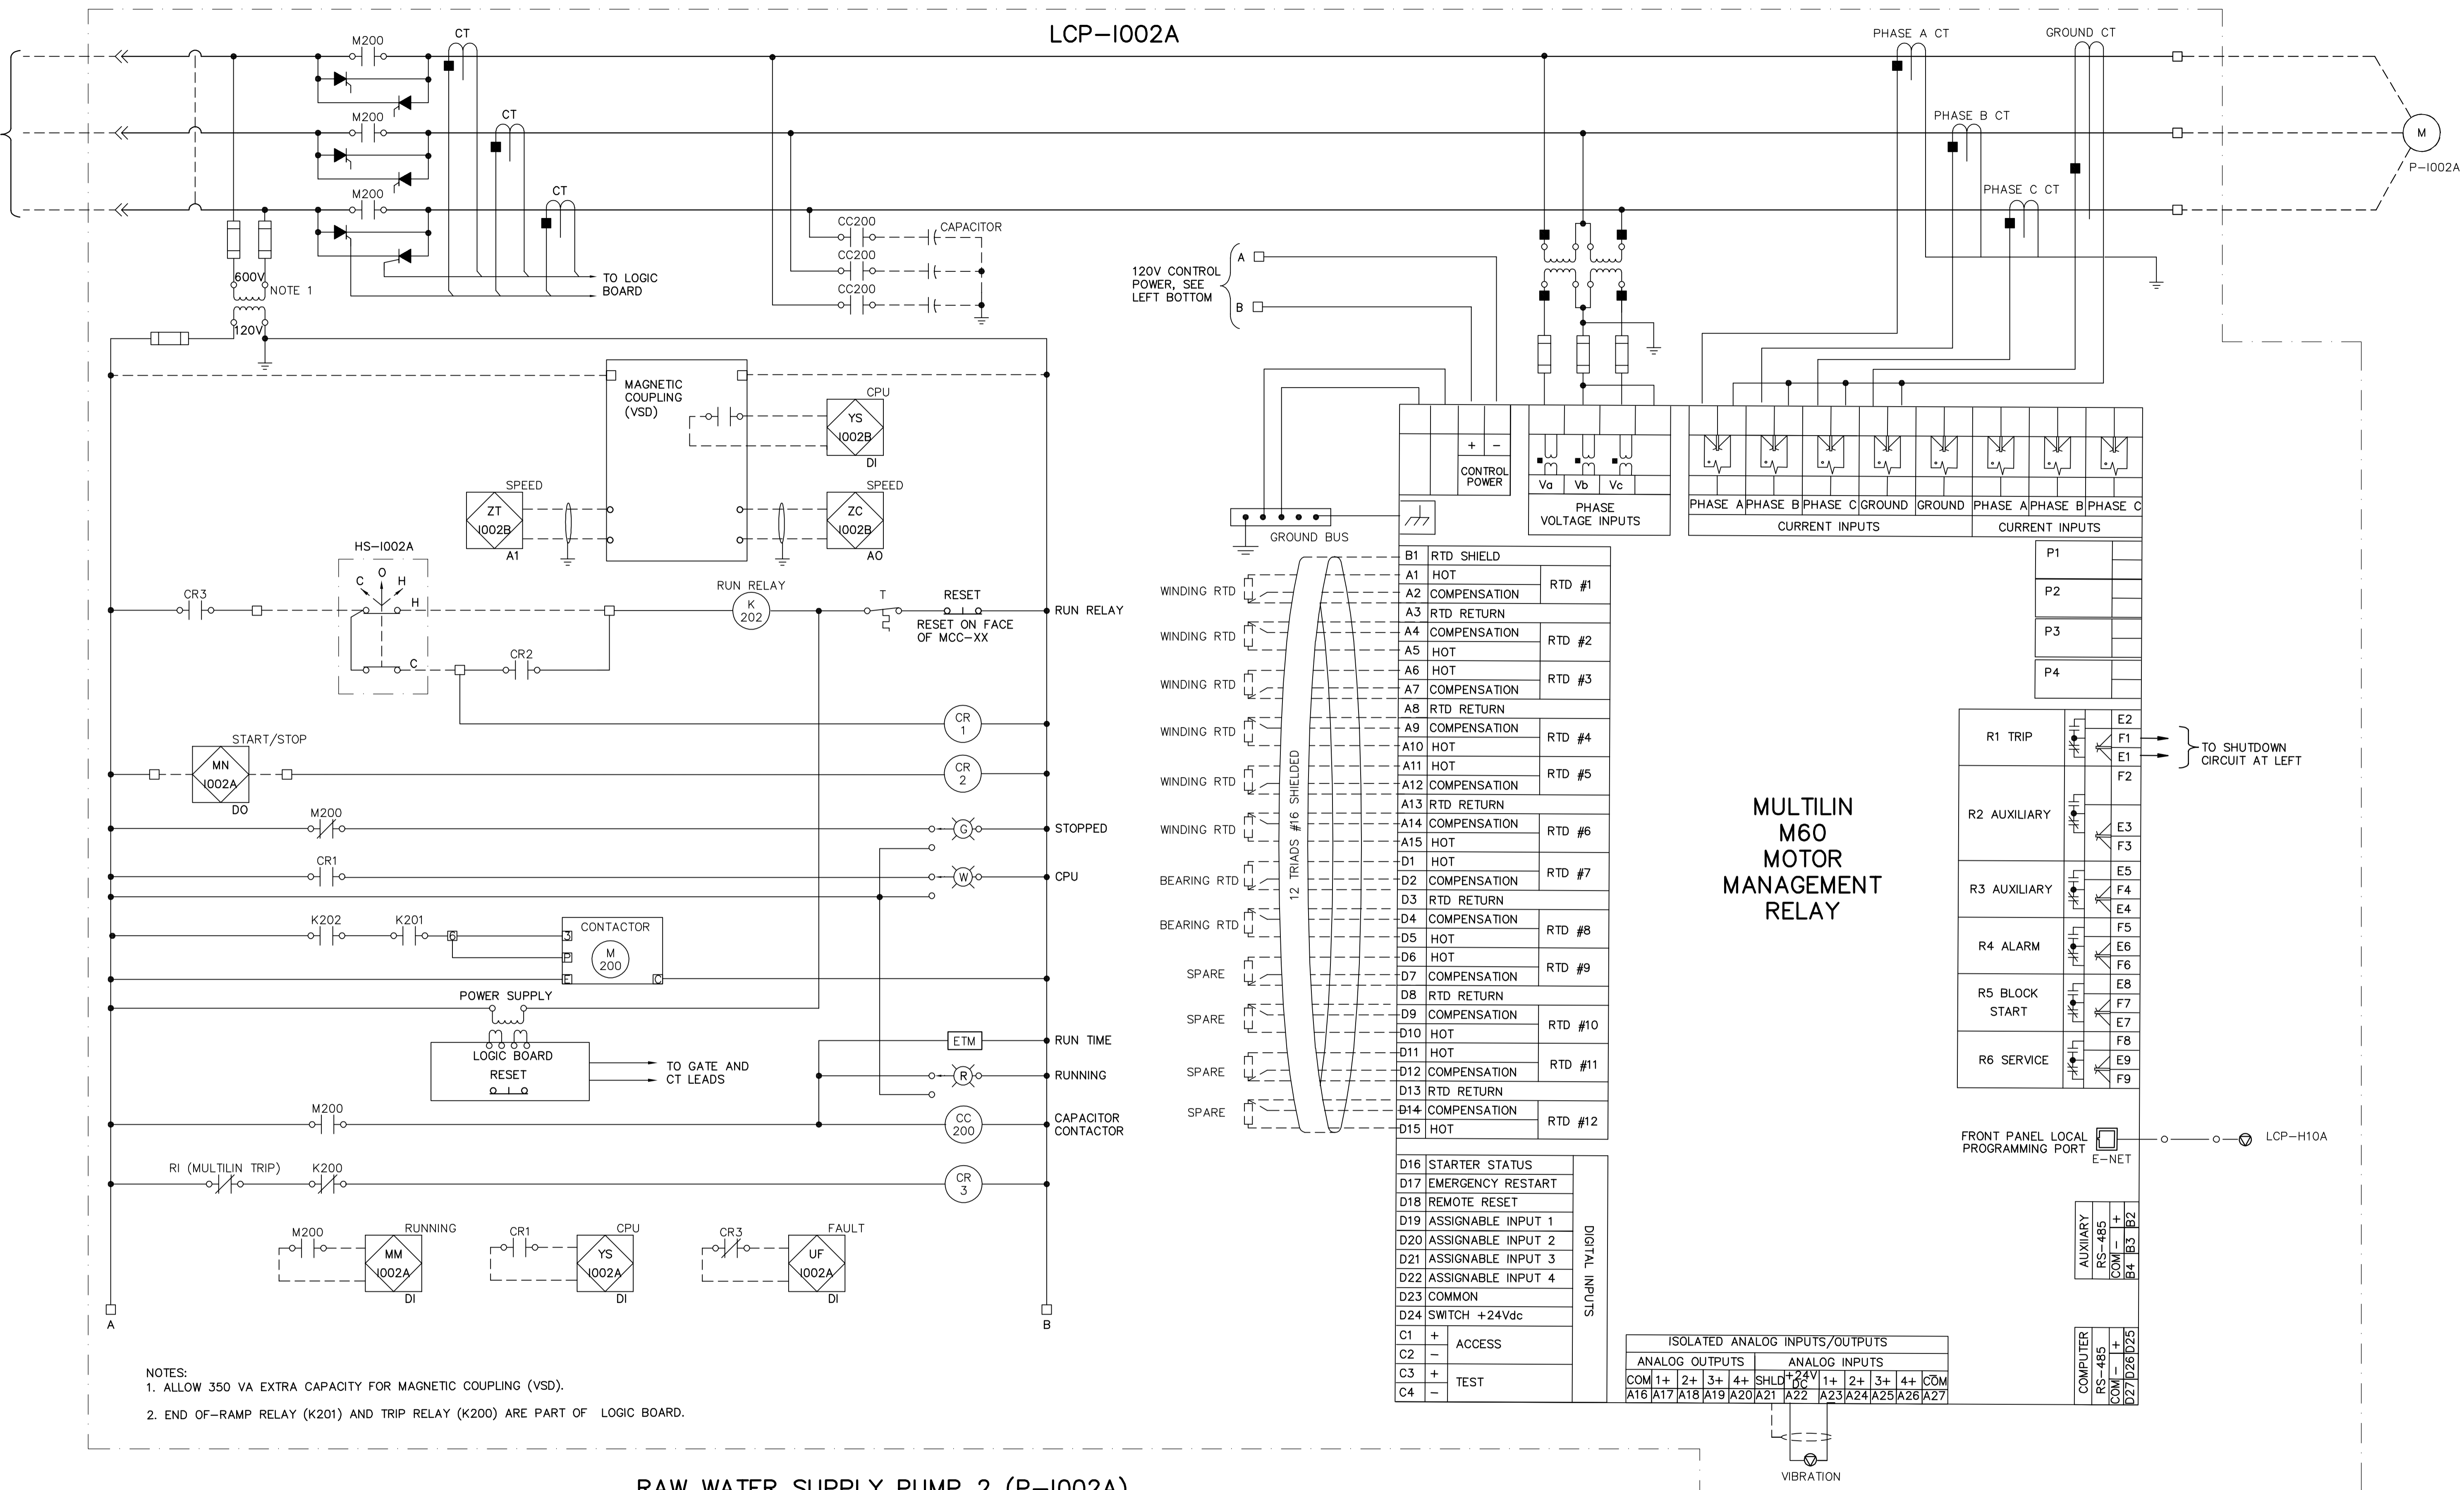 LCP-1002A
M200
CT
M200
CT
M200
CT
PHASE A CT
GROUND CT
PHASE B CT
PHASE C CT
M
P-1002A
600V
NOTE 1
120V
TO LOGIC
BOARD
CC200
CAPACITOR
CC200
CC200
120V CONTROL
POWER, SEE
LEFT BOTTOM
A
B
MAGNETIC
COUPLING
(VSD)
CPU
YS
1002B
DI
SPEED
ZT
1002B
A1
SPEED
ZC
1002B
AO
HS-1002A
C O H
H
C
CR3
CR2
RUN RELAY
K
202
T
RESET
RESET ON FACE
OF MCC-XX
RUN RELAY
CR
1
START/STOP
MN
1002A
DO
CR
2
M200
G
STOPPED
CR1
W
CPU
K202
K201
6
3
P
E
C
CONTACTOR
M
200
POWER SUPPLY
LOGIC BOARD
RESET
TO GATE AND
CT LEADS
ETM
RUN TIME
R
RUNNING
M200
CC
200
CAPACITOR
CONTACTOR
RI (MULTILIN TRIP)
K200
CR
3
M200
RUNNING
MM
1002A
DI
CR1
CPU
YS
1002A
DI
CR3
FAULT
UF
1002A
DI
A
B
NOTES:
1. ALLOW 350 VA EXTRA CAPACITY FOR MAGNETIC COUPLING (VSD).
2. END OF-RAMP RELAY (K201) AND TRIP RELAY (K200) ARE PART OF LOGIC BOARD.
RAW WATER SUPPLY PUMP 2 (P-1002A)
+ -
CONTROL
POWER
Va Vb Vc
PHASE
VOLTAGE INPUTS
PHASE A PHASE B PHASE C GROUND GROUND PHASE A PHASE B PHASE C
CURRENT INPUTS
CURRENT INPUTS
GROUND BUS
WINDING RTD
WINDING RTD
WINDING RTD
WINDING RTD
WINDING RTD
WINDING RTD
BEARING RTD
BEARING RTD
SPARE
SPARE
SPARE
SPARE
12 TRIADS #16 SHIELDED
B1 RTD SHIELD
A1 HOT
RTD #1
A2 COMPENSATION
A3 RTD RETURN
A4 COMPENSATION
RTD #2
A5 HOT
A6 HOT
RTD #3
A7 COMPENSATION
A8 RTD RETURN
A9 COMPENSATION
RTD #4
A10 HOT
A11 HOT
RTD #5
A12 COMPENSATION
A13 RTD RETURN
A14 COMPENSATION
RTD #6
A15 HOT
D1 HOT
RTD #7
D2 COMPENSATION
D3 RTD RETURN
D4 COMPENSATION
RTD #8
D5 HOT
D6 HOT
RTD #9
D7 COMPENSATION
D8 RTD RETURN
D9 COMPENSATION
RTD #10
D10 HOT
D11 HOT
RTD #11
D12 COMPENSATION
D13 RTD RETURN
D14 COMPENSATION
RTD #12
D15 HOT
D16 STARTER STATUS
D17 EMERGENCY RESTART
D18 REMOTE RESET
D19 ASSIGNABLE INPUT 1
D20 ASSIGNABLE INPUT 2
D21 ASSIGNABLE INPUT 3
D22 ASSIGNABLE INPUT 4
D23 COMMON
D24 SWITCH +24Vdc
DIGITAL INPUTS
C1 +
ACCESS
C2 -
C3 +
TEST
C4 -
MULTILIN
M60
MOTOR
MANAGEMENT
RELAY
P1
P2
P3
P4
R1 TRIP
E2
F1
E1
TO SHUTDOWN
CIRCUIT AT LEFT
R2 AUXILIARY
F2
E3
F3
R3 AUXILIARY
E5
F4
E4
R4 ALARM
F5
E6
F6
R5 BLOCK
START
E8
F7
E7
R6 SERVICE
F8
E9
F9
FRONT PANEL LOCAL
PROGRAMMING PORT
E-NET
LCP-H10A
AUXIIARY
RS-485
COM - +
B4 B3 B2
COMPUTER
RS-485
COM - +
D27 D26 D25
ISOLATED ANALOG INPUTS/OUTPUTS
ANALOG OUTPUTS ANALOG INPUTS
COM 1+ 2+ 3+ 4+ SHLD +24V DC 1+ 2+ 3+ 4+ COM
A16 A17 A18 A19 A20 A21 A22 A23 A24 A25 A26 A27
VIBRATION